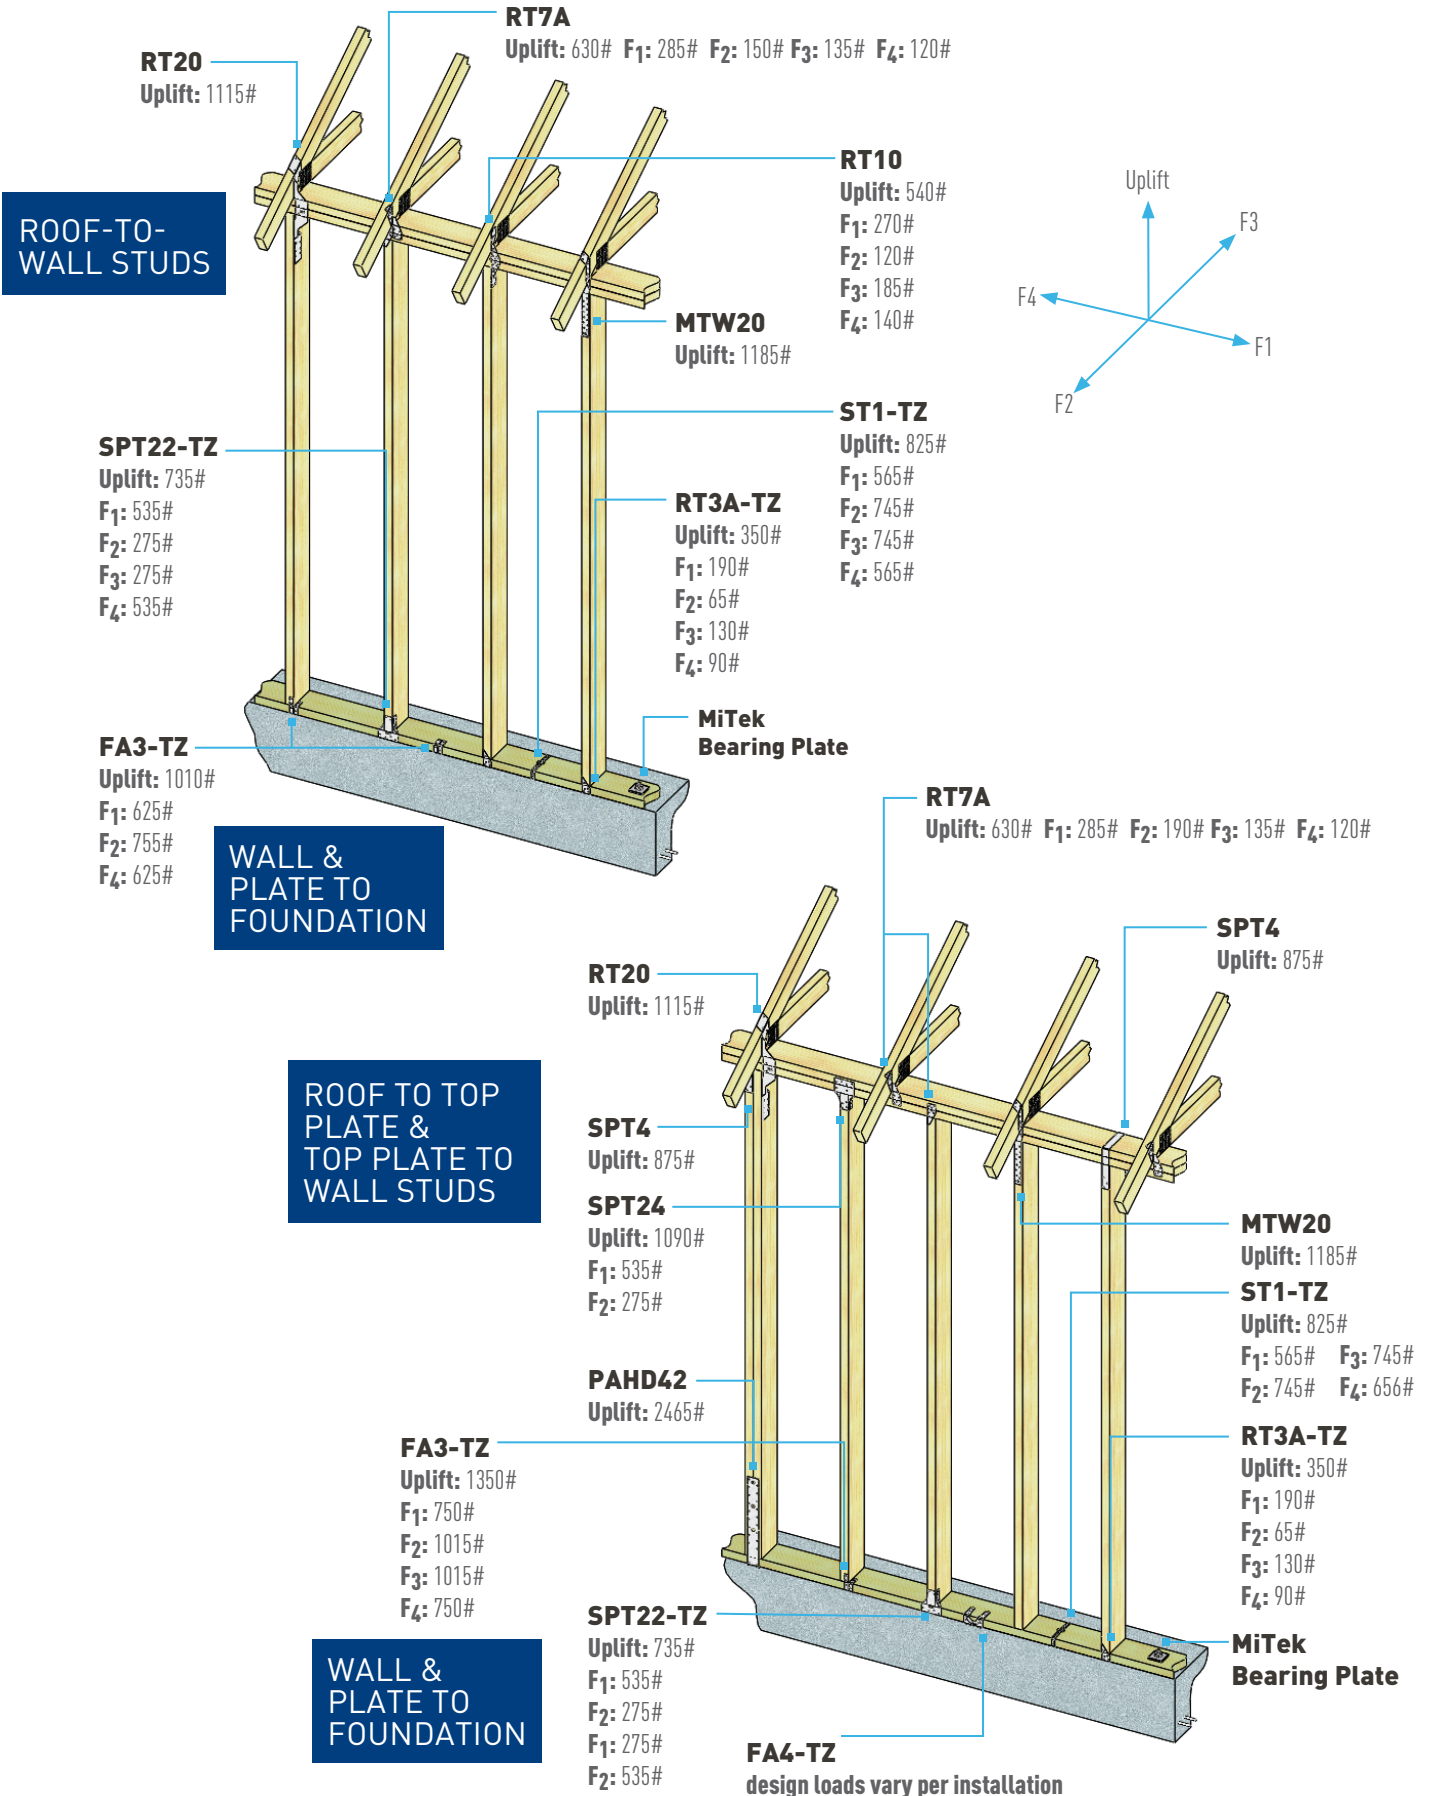 RT7A
Uplift: 630# F1: 285# F2: 150# F3: 135# F4: 120#
RT20
Uplift: 1115#
RT10
Uplift: 540#
F1: 270#
F2: 120#
F3: 185#
F4: 140#
Uplift
F3
F4
F1
F2
ROOF-TO-
WALL STUDS
MTW20
Uplift: 1185#
ST1-TZ
Uplift: 825#
F1: 565#
F2: 745#
F3: 745#
F4: 565#
SPT22-TZ
Uplift: 735#
F1: 535#
F2: 275#
F3: 275#
F4: 535#
RT3A-TZ
Uplift: 350#
F1: 190#
F2: 65#
F3: 130#
F4: 90#
MiTek
Bearing Plate
FA3-TZ
Uplift: 1010#
F1: 625#
F2: 755#
F4: 625#
WALL &
PLATE TO
FOUNDATION
RT7A
Uplift: 630# F1: 285# F2: 190# F3: 135# F4: 120#
SPT4
Uplift: 875#
RT20
Uplift: 1115#
ROOF TO TOP
PLATE &
TOP PLATE TO
WALL STUDS
SPT4
Uplift: 875#
SPT24
Uplift: 1090#
F1: 535#
F2: 275#
MTW20
Uplift: 1185#
ST1-TZ
Uplift: 825#
F1: 565# F3: 745#
F2: 745# F4: 656#
PAHD42
Uplift: 2465#
FA3-TZ
Uplift: 1350#
F1: 750#
F2: 1015#
F3: 1015#
F4: 750#
RT3A-TZ
Uplift: 350#
F1: 190#
F2: 65#
F3: 130#
F4: 90#
SPT22-TZ
Uplift: 735#
F1: 535#
F2: 275#
F1: 275#
F2: 535#
MiTek
Bearing Plate
WALL &
PLATE TO
FOUNDATION
FA4-TZ
design loads vary per installation